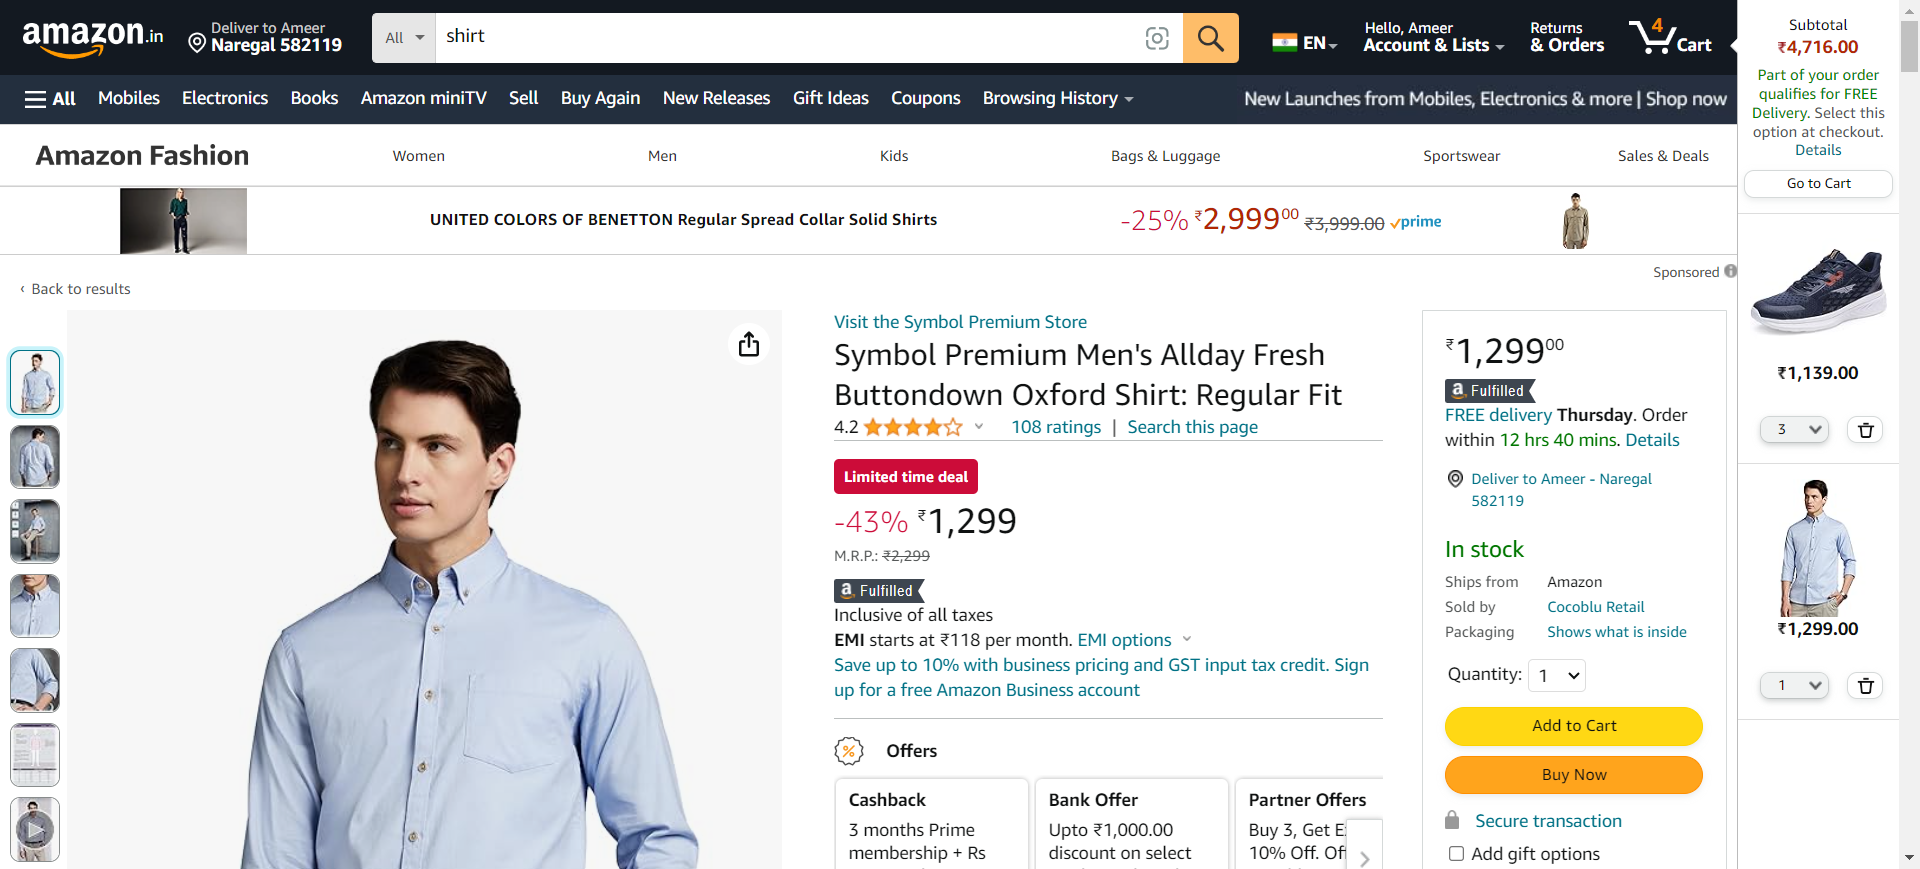 amazon.in
Deliver to Ameer
Naregal 582119
All
shirt
EN
Hello, Ameer
Account & Lists
Returns
& Orders
4
Cart
All
Mobiles
Electronics
Books
Amazon miniTV
Sell
Buy Again
New Releases
Gift Ideas
Coupons
Browsing History
New Launches from Mobiles, Electronics & more | Shop now
Amazon Fashion
Women
Men
Kids
Bags & Luggage
Sportswear
Sales & Deals
UNITED COLORS OF BENETTON Regular Spread Collar Solid Shirts
-25% ₹2,99900 ₹3,999.00 prime
Sponsored
‹ Back to results
Visit the Symbol Premium Store
Symbol Premium Men's Allday Fresh
Buttondown Oxford Shirt: Regular Fit
4.2
108 ratings | Search this page
Limited time deal
-43% ₹1,299
M.R.P.: ₹2,299
a Fulfilled
Inclusive of all taxes
EMI starts at ₹118 per month. EMI options
Save up to 10% with business pricing and GST input tax credit. Sign
up for a free Amazon Business account
% Offers
Cashback
3 months Prime
membership + Rs
Bank Offer
Upto ₹1,000.00
discount on select
Partner Offers
Buy 3, Get E
10% Off. Off
₹1,29900
a Fulfilled
FREE delivery Thursday. Order
within 12 hrs 40 mins. Details
Deliver to Ameer - Naregal
582119
In stock
Ships from Amazon
Sold by Cocoblu Retail
Packaging Shows what is inside
Quantity: 1
Add to Cart
Buy Now
Secure transaction
Add gift options
Subtotal
₹4,716.00
Part of your order
qualifies for FREE
Delivery. Select this
option at checkout.
Details
Go to Cart
₹1,139.00
3
₹1,299.00
1